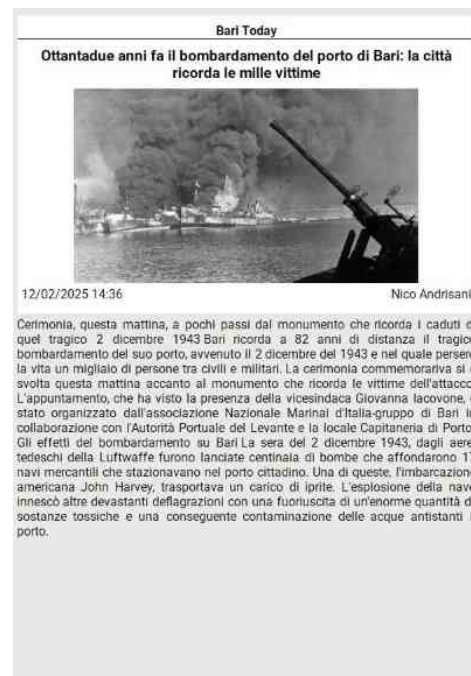 Bari Today
Ottantadue anni fa il bombardamento del porto di Bari: la città
ricorda le mille vittime
12/02/2025 14:36
Nico Andrisani
Cerimonia, questa mattina, a pochi passi dal monumento che ricorda i caduti d
quel tragico 2 dicembre 1943 Bari ricorda a 82 anni di distanza il tragico
bombardamento del suo porto, avvenuto il 2 dicembre del 1943 e nel quale persero
la vita un migliaio di persone tra civili e militari. La cerimonia commemorativa si
svolta questa mattina accanto al monumento che ricorda le vittime dell'attacco.
L'appuntamento, che ha visto la presenza della vicesindaca Giovanna Iacovone,
stato organizzato dall'associazione Nazionale Marinai d'Italia-gruppo di Bari in
collaborazione con l'Autorità Portuale del Levante e la locale Capitaneria di Porto.
Gli effetti del bombardamento su Bari La sera del 2 dicembre 1943, dagli aerei
tedeschi della Luftwaffe furono lanciate centinaia di bombe che affondarono 17
navi mercantili che stazionavano nel porto cittadino. Una di queste, l'imbarcazione
americana John Harvey, trasportava un carico di iprite. L'esplosione della nave
innescò altre devastanti deflagrazioni con una fuoriuscita di un'enorme quantità d
sostanze tossiche e una conseguente contaminazione delle acque antistanti
porto.